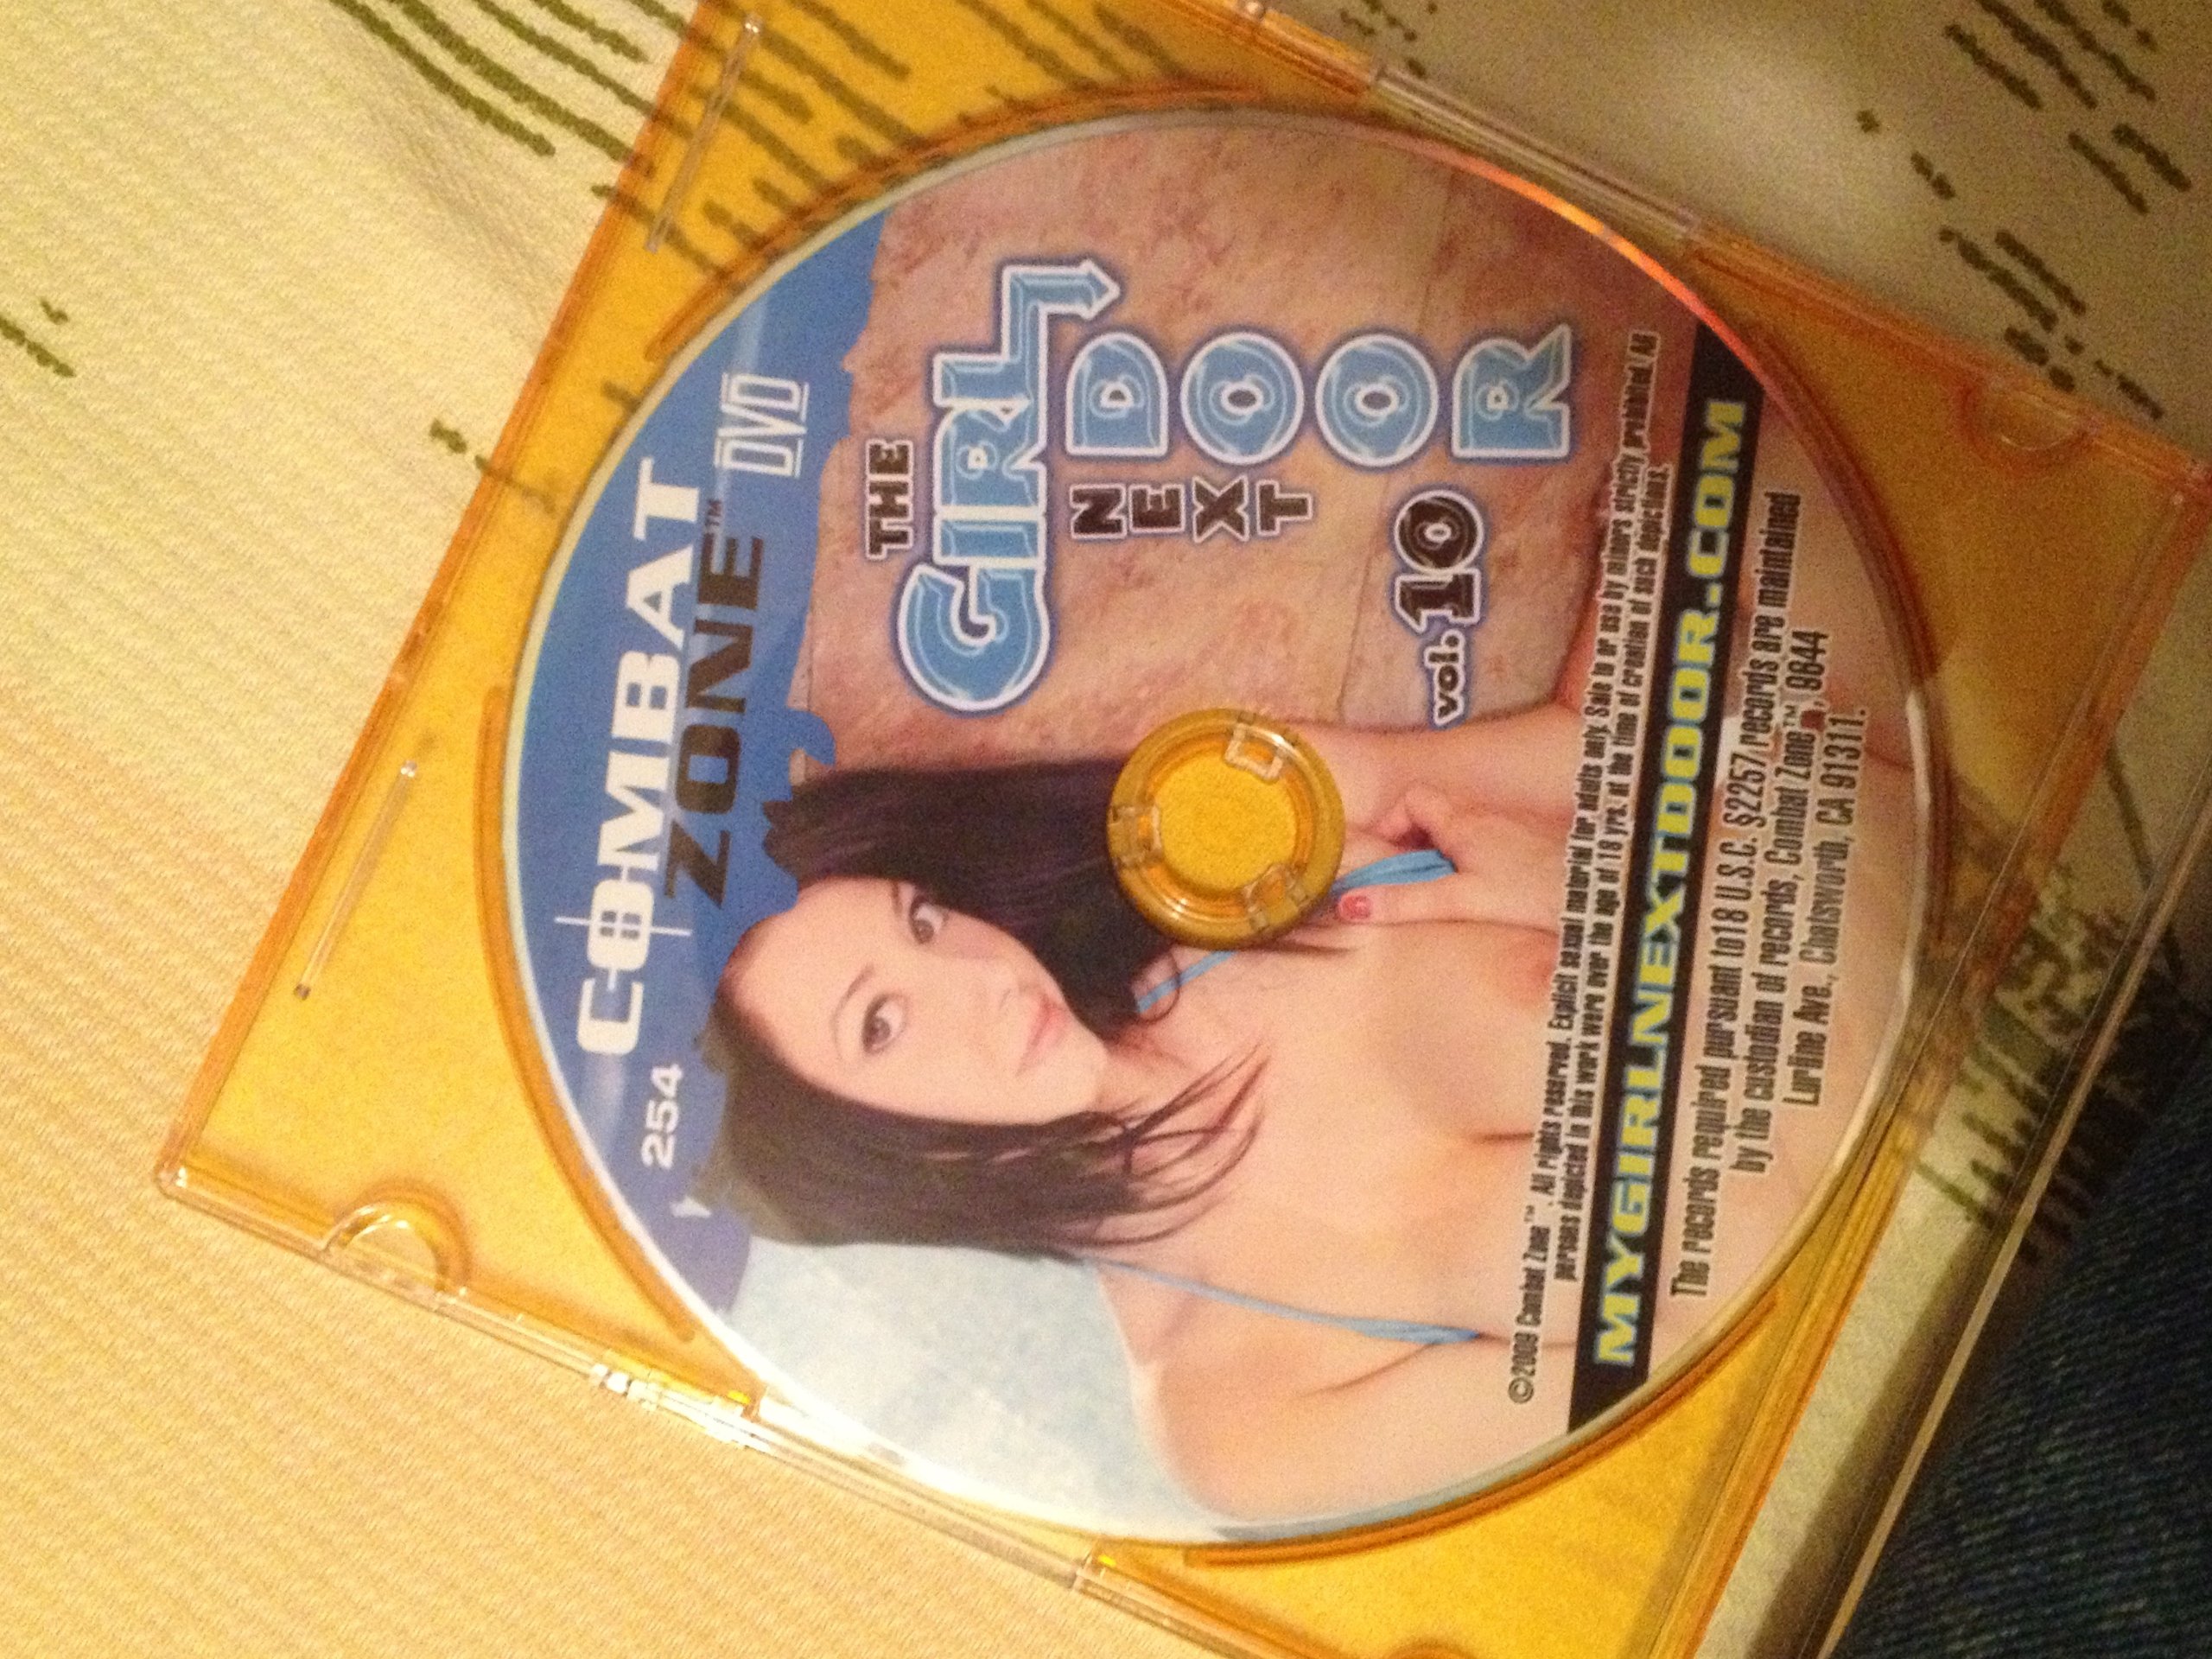 254
COMBAT
ZONE™
DVD
THE
GIRL
NEXT
DOOR
vol.10
©2009 Combat Zone™. All rights reserved. Explicit sexual material for adults only. Sale to or use by minors strictly prohibited. All
persons depicted in this work were over the age of 18 yrs. at the time of creation of such depictions.
MYGIRLNEXTDOOR.COM
The records required pursuant to18 U.S.C. §2257 records are maintained
by the custodian of records, Combat Zone™, 9844
Lurline Ave., Chatsworth, CA 91311.